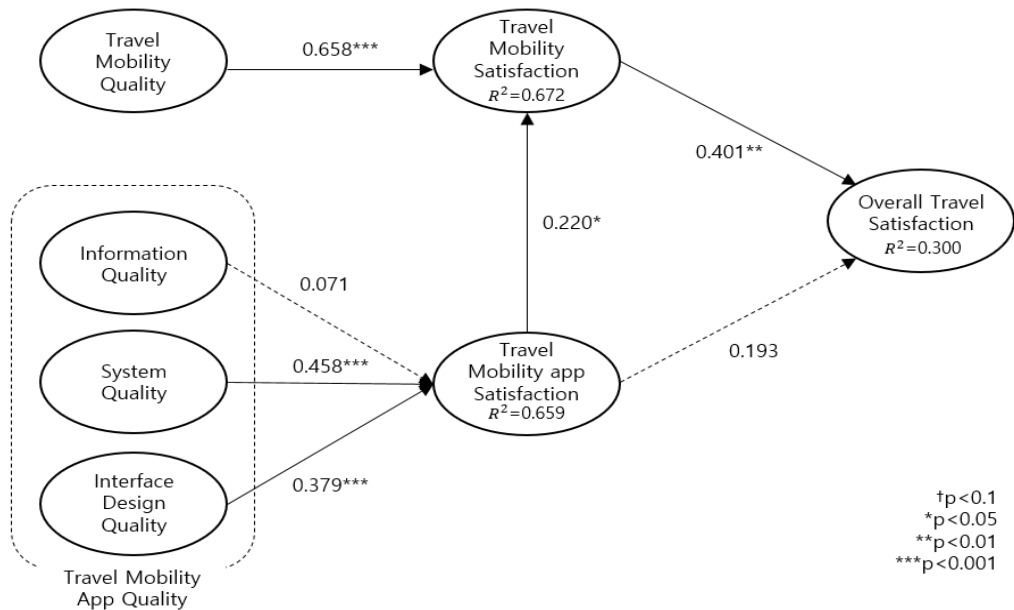 Travel
Mobility
Quality
0.658***
Travel
Mobility
Satisfaction
R²=0.672
0.401**
Overall Travel
Satisfaction
R²=0.300
0.220*
Information
Quality
0.071
System
Quality
0.458***
Travel
Mobility app
Satisfaction
R²=0.659
0.193
Interface
Design
Quality
0.379***
Travel Mobility
App Quality
†p<0.1
*p<0.05
**p<0.01
***p<0.001